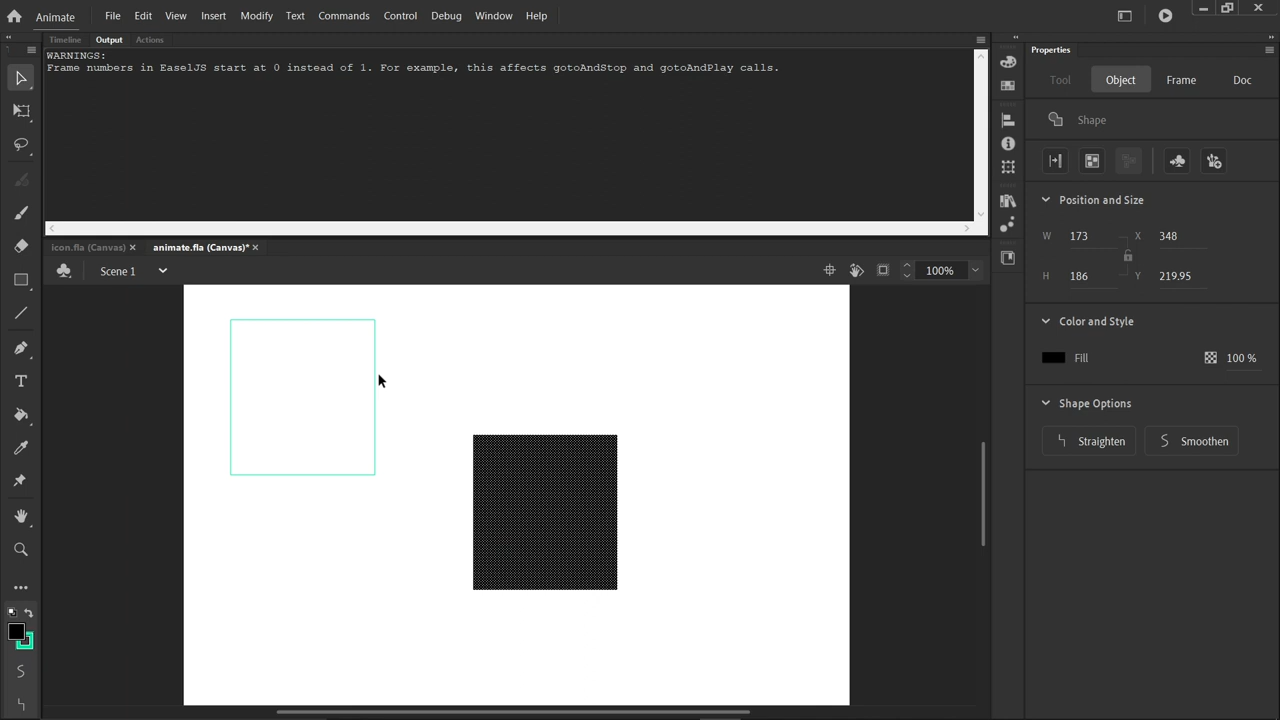 Animate File Edit View Insert Modify Text Commands Control Debug Window Help
Timeline Output Actions
WARNINGS:
Frame numbers in EaselJS start at 0 instead of 1. For example, this affects gotoAndStop and gotoAndPlay calls.
icon.fla (Canvas) animate.fla (Canvas)*
Scene 1 100%
Properties
Tool Object Frame Doc
Shape
Position and Size
W 173 X 348
H 186 Y 219.95
Color and Style
Fill 100 %
Shape Options
Straighten Smoothen